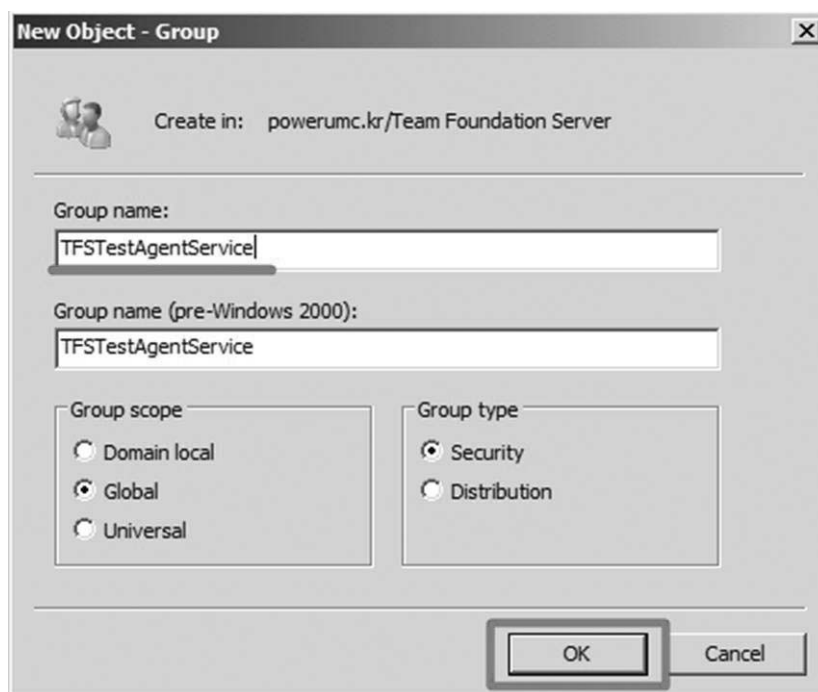 New Object - Group
Create in: powerumc.kr/Team Foundation Server
Group name:
TFSTestAgentService
Group name (pre-Windows 2000):
TFSTestAgentService
Group scope
Domain local
Global
Universal
Group type
Security
Distribution
OK
Cancel